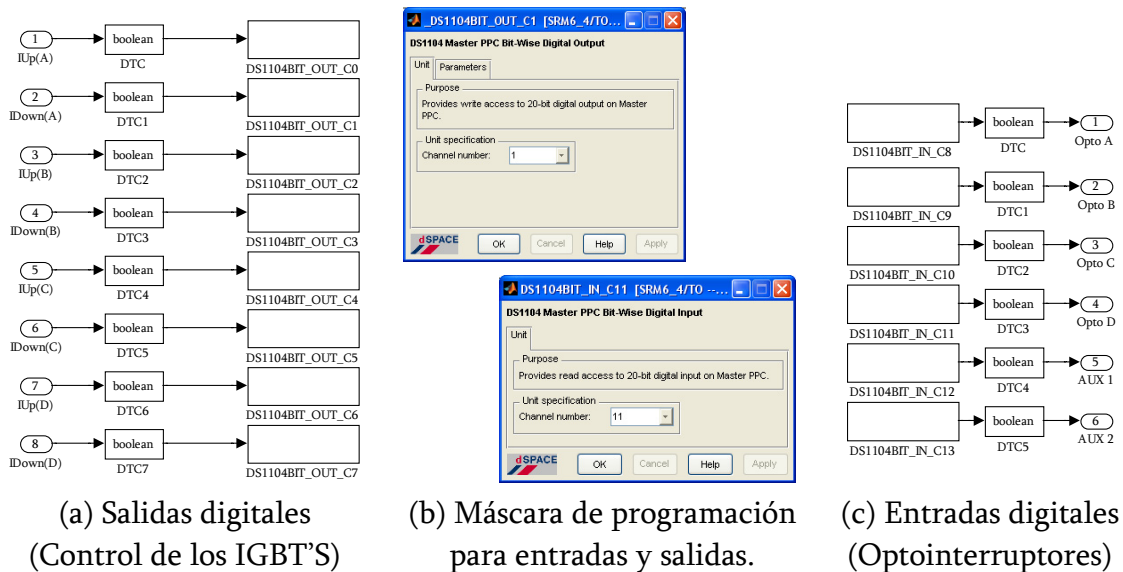 1
boolean
IUp(A)
DTC
DS1104BIT_OUT_C0
2
boolean
IDown(A)
DTC1
DS1104BIT_OUT_C1
3
boolean
IUp(B)
DTC2
DS1104BIT_OUT_C2
4
boolean
IDown(B)
DTC3
DS1104BIT_OUT_C3
5
boolean
IUp(C)
DTC4
DS1104BIT_OUT_C4
6
boolean
IDown(C)
DTC5
DS1104BIT_OUT_C5
7
boolean
IUp(D)
DTC6
DS1104BIT_OUT_C6
8
boolean
IDown(D)
DTC7
DS1104BIT_OUT_C7
(a) Salidas digitales
(Control de los IGBT'S)
_DS1104BIT_OUT_C1 [SRM6_4/TO...
DS1104 Master PPC Bit-Wise Digital Output
Unit Parameters
Purpose
Provides write access to 20-bit digital output on Master
PPC.
Unit specification
Channel number: 1
dSPACE OK Cancel Help Apply
DS1104BIT_IN_C11 [SRM6_4/TO --...
DS1104 Master PPC Bit-Wise Digital Input
Unit
Purpose
Provides read access to 20-bit digital input on Master PPC.
Unit specification
Channel number: 11
dSPACE OK Cancel Help Apply
(b) Máscara de programación
para entradas y salidas.
boolean
1
DS1104BIT_IN_C8
DTC
Opto A
boolean
2
DS1104BIT_IN_C9
DTC1
Opto B
boolean
3
DS1104BIT_IN_C10
DTC2
Opto C
boolean
4
DS1104BIT_IN_C11
DTC3
Opto D
boolean
5
DS1104BIT_IN_C12
DTC4
AUX 1
boolean
6
DS1104BIT_IN_C13
DTC5
AUX 2
(c) Entradas digitales
(Optointerruptores)